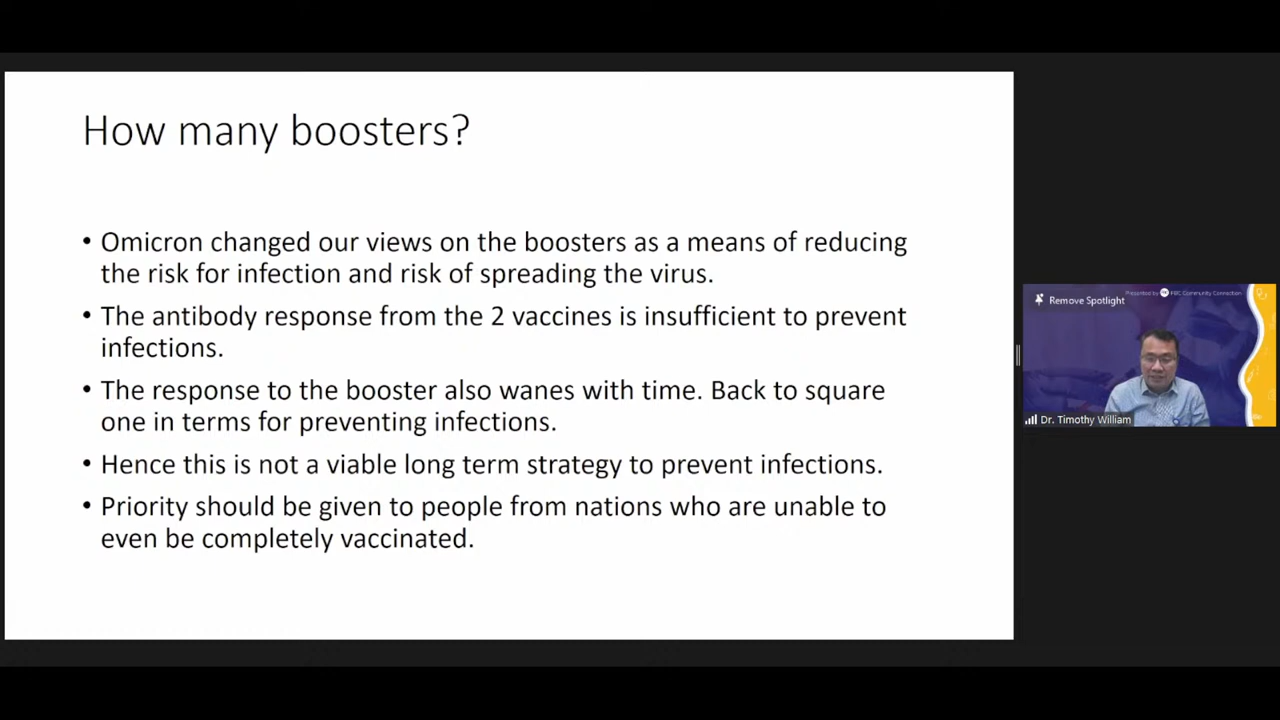 How many boosters?
• Omicron changed our views on the boosters as a means of reducing
the risk for infection and risk of spreading the virus.
• The antibody response from the 2 vaccines is insufficient to prevent
infections.
• The response to the booster also wanes with time. Back to square
one in terms for preventing infections.
• Hence this is not a viable long term strategy to prevent infections.
• Priority should be given to people from nations who are unable to
even be completely vaccinated.
Presented by
Community Connection
Remove Spotlight
Dr. Timothy William